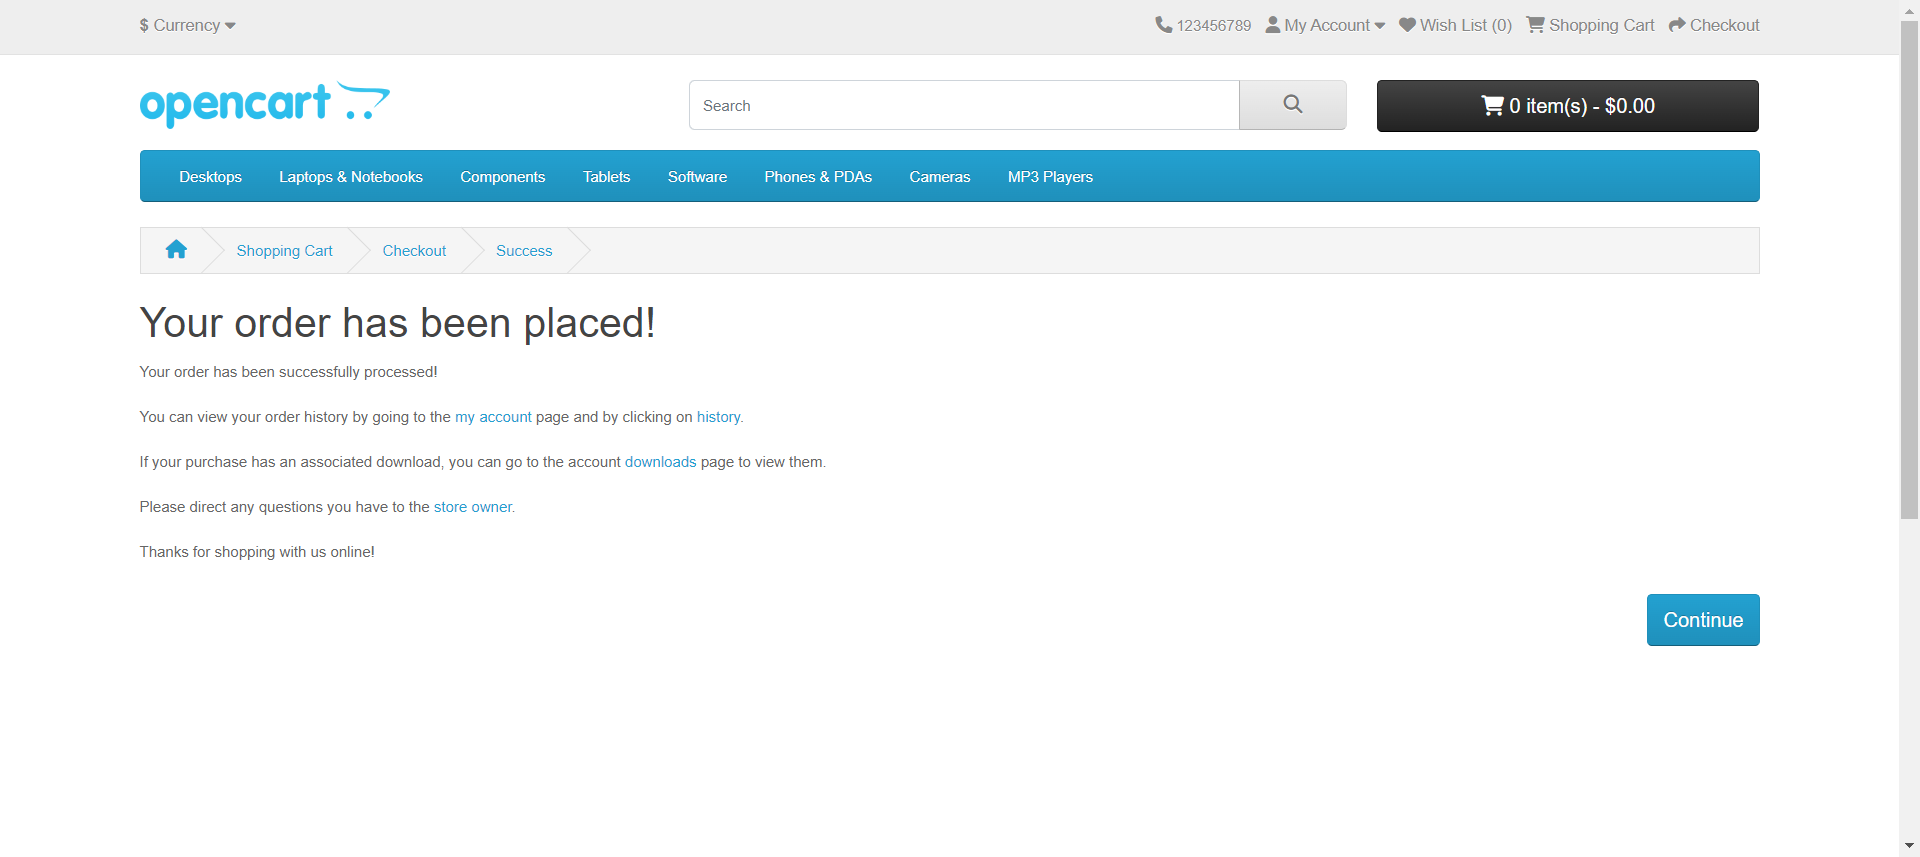 $ Currency
123456789 My Account Wish List (0) Shopping Cart Checkout
opencart
Search
0 item(s) - $0.00
Desktops Laptops & Notebooks Components Tablets Software Phones & PDAs Cameras MP3 Players
Shopping Cart Checkout Success
Your order has been placed!
Your order has been successfully processed!
You can view your order history by going to the my account page and by clicking on history.
If your purchase has an associated download, you can go to the account downloads page to view them.
Please direct any questions you have to the store owner.
Thanks for shopping with us online!
Continue